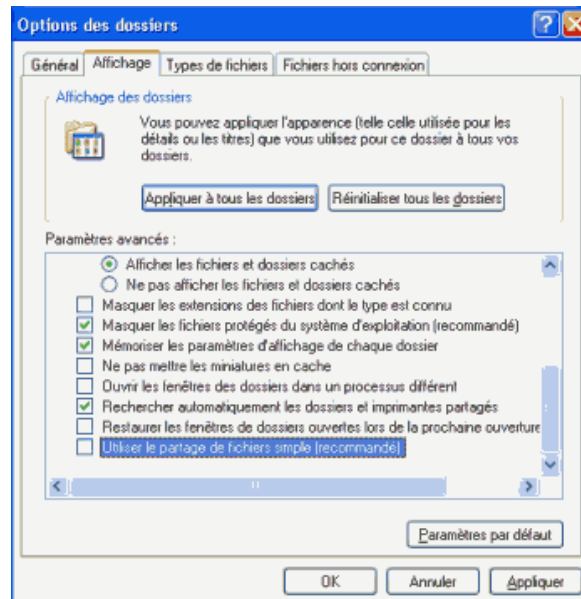 Options des dossiers
Général
Affichage
Types de fichiers
Fichiers hors connexion
Affichage des dossiers
Vous pouvez appliquer l'apparence (telle celle utilisée pour les
détails ou les titres) que vous utilisez pour ce dossier à tous vos
dossiers.
Appliquer à tous les dossiers
Réinitialiser tous les dossiers
Paramètres avancés :
Afficher les fichiers et dossiers cachés
Ne pas afficher les fichiers et dossiers cachés
Masquer les extensions des fichiers dont le type est connu
Masquer les fichiers protégés du système d'exploitation (recommandé)
Mémoriser les paramètres d'affichage de chaque dossier
Ne pas mettre les miniatures en cache
Ouvrir les fenêtres des dossiers dans un processus différent
Rechercher automatiquement les dossiers et imprimantes partagés
Restaurer les fenêtres de dossiers ouvertes lors de la prochaine ouverture
Utiliser le partage de fichiers simple (recommandé)
Paramètres par défaut
OK
Annuler
Appliquer